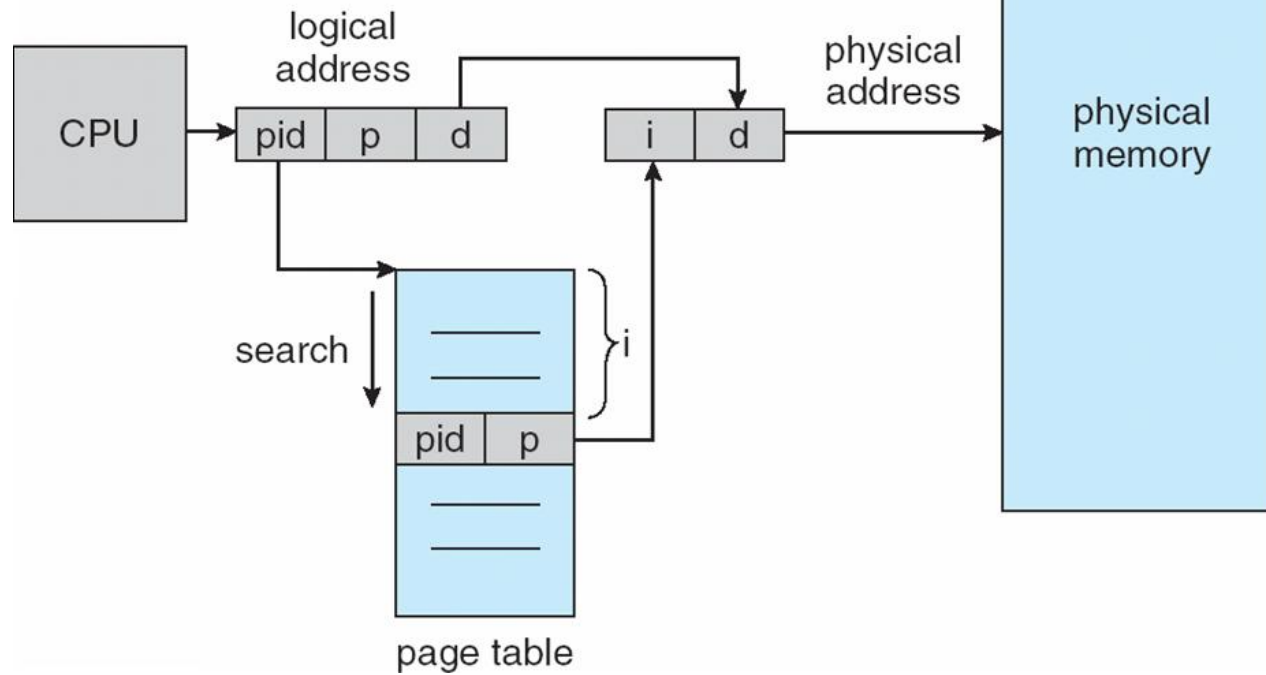 logical
address
CPU
pid p d
i d
physical
address
physical
memory
search
i
pid p
page table